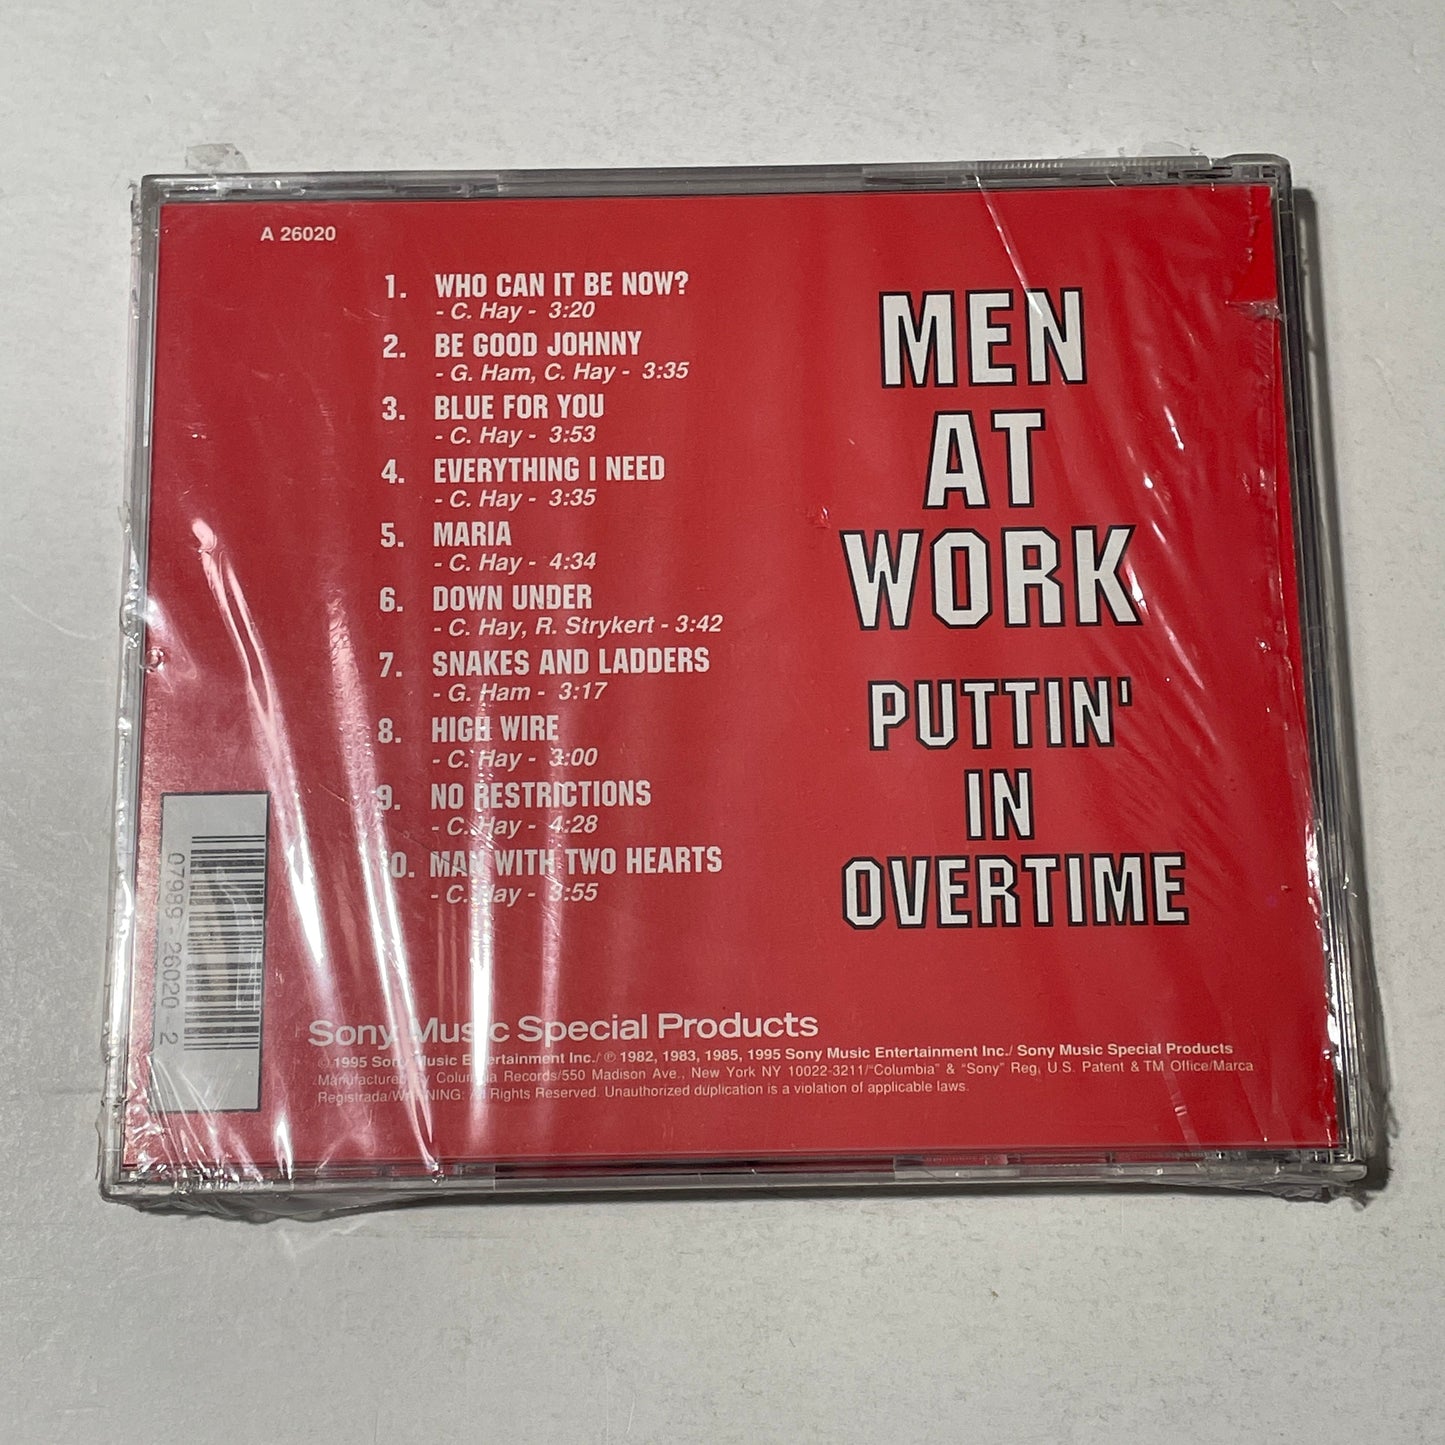 A 26020
1. WHO CAN IT BE NOW?
- C. Hay - 3:20
2. BE GOOD JOHNNY
- G. Ham, C. Hay - 3:35
3. BLUE FOR YOU
- C. Hay - 3:53
4. EVERYTHING I NEED
- C. Hay - 3:35
5. MARIA
- C. Hay - 4:34
6. DOWN UNDER
- C. Hay, R. Strykert - 3:42
7. SNAKES AND LADDERS
- G. Ham - 3:17
8. HIGH WIRE
- C. Hay - 3:00
9. NO RESTRICTIONS
- C. Hay - 4:28
10. MAN WITH TWO HEARTS
- C. Hay - 3:55
MEN
AT
WORK
PUTTIN'
IN
OVERTIME
07989-26020 2
Sony Music Special Products
© 1995 Sony Music Entertainment Inc./ ℗ 1982, 1983, 1985, 1995 Sony Music Entertainment Inc./ Sony Music Special Products
Manufactured by Columbia Records/550 Madison Ave., New York NY 10022-3211/"Columbia" & "Sony" Reg. U.S. Patent & TM Office/Marca
Registrada/WARNING: All Rights Reserved. Unauthorized duplication is a violation of applicable laws.